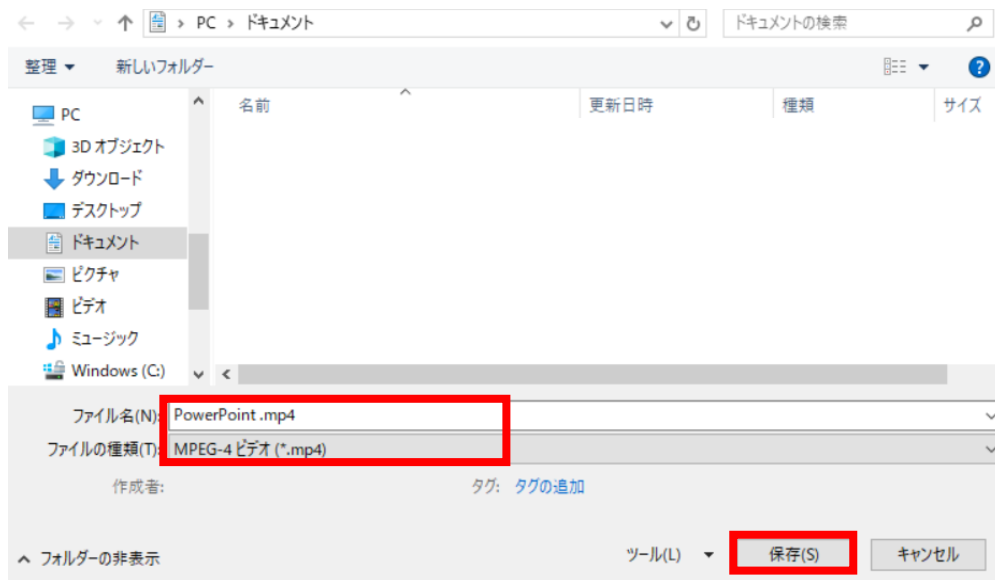 PC › ドキュメント ドキュメントの検索
整理 新しいフォルダー ?
名前 更新日時 種類 サイズ
PC
3D オブジェクト
ダウンロード
デスクトップ
ドキュメント
ピクチャ
ビデオ
ミュージック
Windows (C:)
ファイル名(N): PowerPoint .mp4
ファイルの種類(T): MPEG-4 ビデオ (*.mp4)
作成者: タグ: タグの追加
フォルダーの非表示 ツール(L) 保存(S) キャンセル